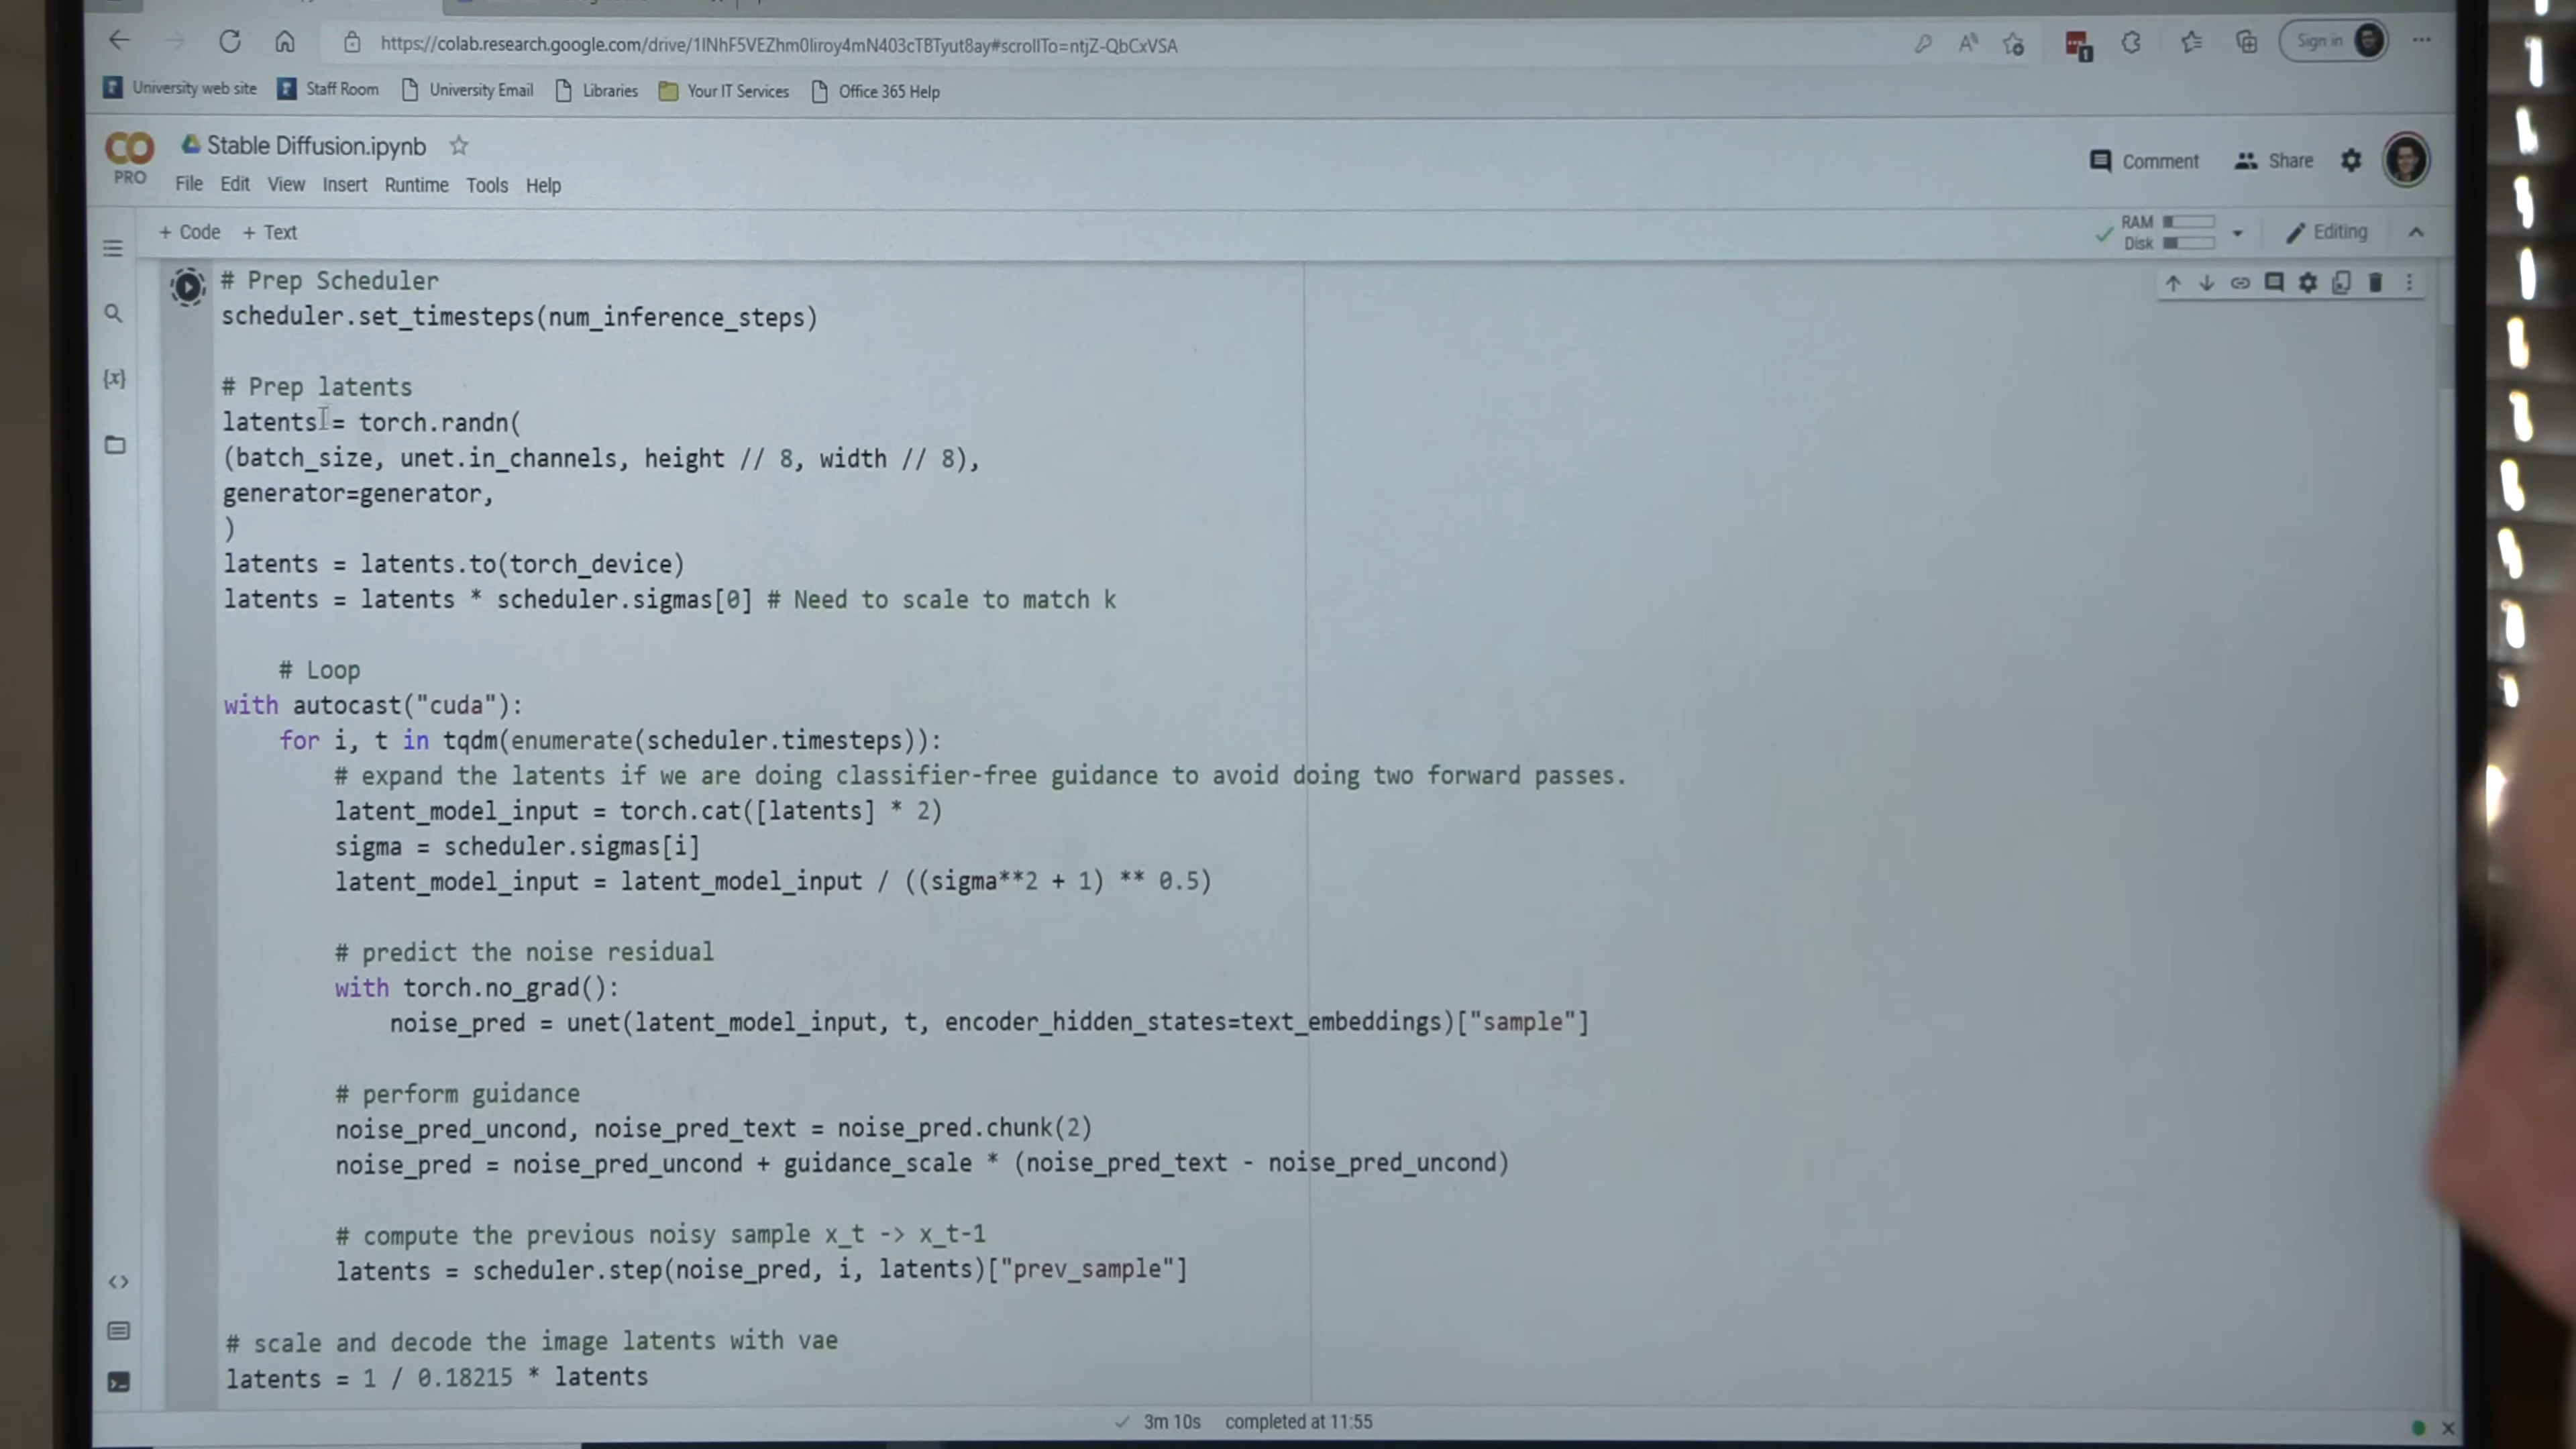 https://colab.research.google.com/drive/1lNhF5VEZhm0liroy4mN403cTBTyut8ay#scrollTo=ntjZ-QbCxVSA
Sign in
University web site Staff Room University Email Libraries Your IT Services Office 365 Help
CO
PRO
Stable Diffusion.ipynb
Comment Share
File Edit View Insert Runtime Tools Help
+ Code + Text
RAM
Disk
Editing
# Prep Scheduler
scheduler.set_timesteps(num_inference_steps)
# Prep latents
latents = torch.randn(
(batch_size, unet.in_channels, height // 8, width // 8),
generator=generator,
)
latents = latents.to(torch_device)
latents = latents * scheduler.sigmas[0] # Need to scale to match k
# Loop
with autocast("cuda"):
for i, t in tqdm(enumerate(scheduler.timesteps)):
# expand the latents if we are doing classifier-free guidance to avoid doing two forward passes.
latent_model_input = torch.cat([latents] * 2)
sigma = scheduler.sigmas[i]
latent_model_input = latent_model_input / ((sigma**2 + 1) ** 0.5)
# predict the noise residual
with torch.no_grad():
noise_pred = unet(latent_model_input, t, encoder_hidden_states=text_embeddings)["sample"]
# perform guidance
noise_pred_uncond, noise_pred_text = noise_pred.chunk(2)
noise_pred = noise_pred_uncond + guidance_scale * (noise_pred_text - noise_pred_uncond)
# compute the previous noisy sample x_t -> x_t-1
latents = scheduler.step(noise_pred, i, latents)["prev_sample"]
# scale and decode the image latents with vae
latents = 1 / 0.18215 * latents
3m 10s completed at 11:55